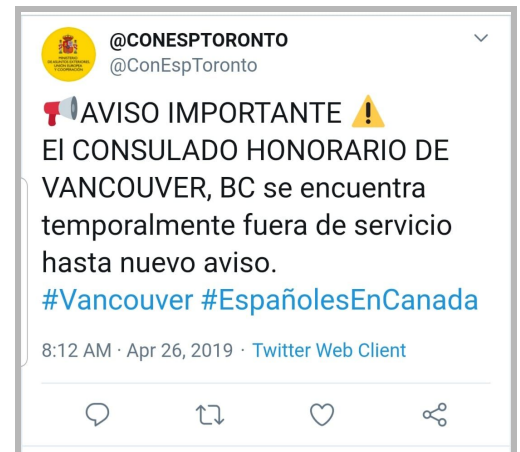 @CONESPTORONTO
@ConEspToronto
📢AVISO IMPORTANTE ⚠️
El CONSULADO HONORARIO DE
VANCOUVER, BC se encuentra
temporalmente fuera de servicio
hasta nuevo aviso.
#Vancouver #EspañolesEnCanada
8:12 AM · Apr 26, 2019 · Twitter Web Client